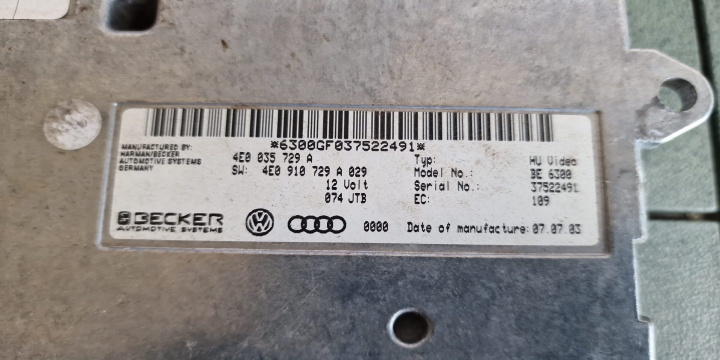 *6300GF037522491*
MANUFACTURED BY:
HARMAN/BECKER
AUTOMOTIVE SYSTEMS
GERMANY
4E0 035 729 A
SW: 4E0 910 729 A 029
12 Volt
074 JTB
Typ: HU Video
Model No.: BE 6300
Serial No.: 37522491
EC: 109
BECKER
AUTOMOTIVE SYSTEMS
0000 Date of manufacture: 07.07.03